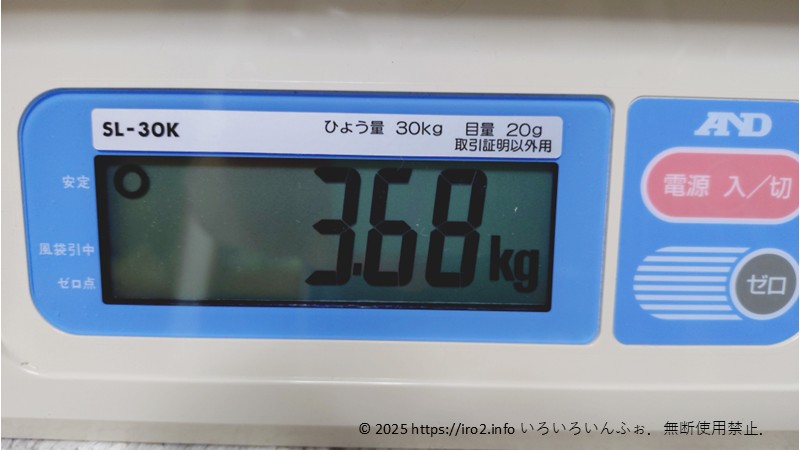 SL-30K
ひょう量 30kg 目量 20g
取引証明以外用
AND
安定
3.68kg
電源 入／切
風袋引中
ゼロ点
ゼロ
© 2025 https://iro2.info いろいろいんふぉ．無断使用禁止．